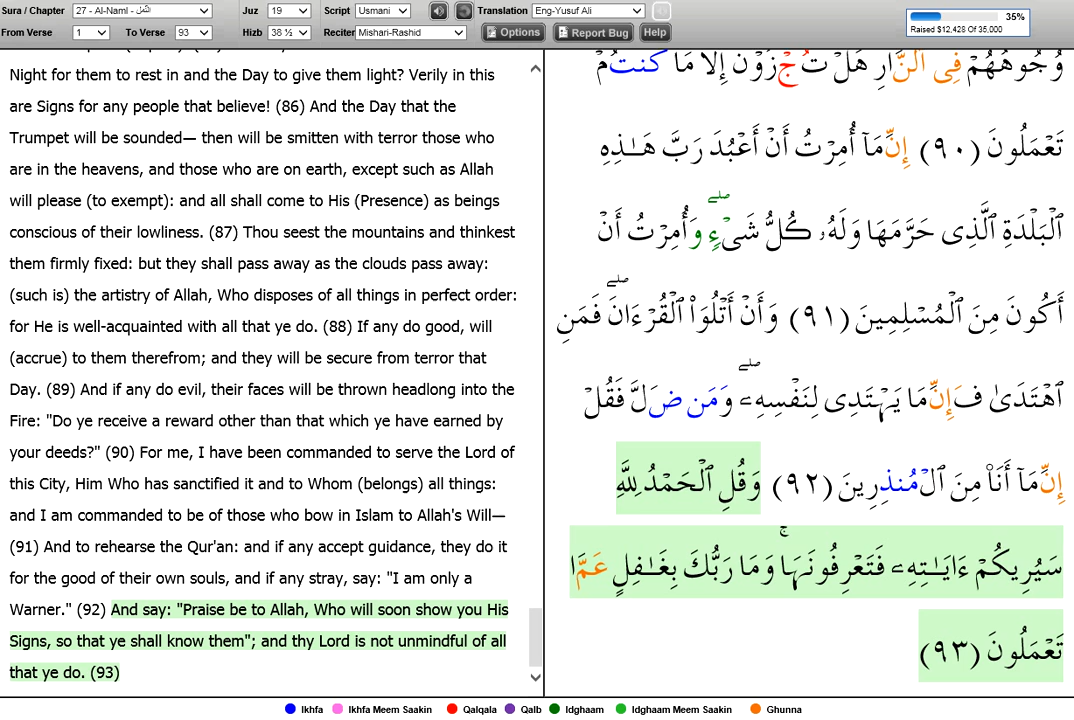 Sura / Chapter 27 - Al-Naml - النَّمْل Juz 19 Script Usmani Translation Eng-Yusuf Ali
From Verse 1 To Verse 93 Hizb 38 ½ Reciter Mishari-Rashid Options Report Bug Help
35%
Raised $12,428 Of 35,000
Night for them to rest in and the Day to give them light? Verily in this
are Signs for any people that believe! (86) And the Day that the
Trumpet will be sounded— then will be smitten with terror those who
are in the heavens, and those who are on earth, except such as Allah
will please (to exempt): and all shall come to His (Presence) as beings
conscious of their lowliness. (87) Thou seest the mountains and thinkest
them firmly fixed: but they shall pass away as the clouds pass away:
(such is) the artistry of Allah, Who disposes of all things in perfect order:
for He is well-acquainted with all that ye do. (88) If any do good, will
(accrue) to them therefrom; and they will be secure from terror that
Day. (89) And if any do evil, their faces will be thrown headlong into the
Fire: "Do ye receive a reward other than that which ye have earned by
your deeds?" (90) For me, I have been commanded to serve the Lord of
this City, Him Who has sanctified it and to Whom (belongs) all things:
and I am commanded to be of those who bow in Islam to Allah's Will—
(91) And to rehearse the Qur'an: and if any accept guidance, they do it
for the good of their own souls, and if any stray, say: "I am only a
Warner." (92) And say: "Praise be to Allah, Who will soon show you His
Signs, so that ye shall know them"; and thy Lord is not unmindful of all
that ye do. (93)
وُجُوهُهُمْ فِى ٱلنَّارِ هَلْ تُجْزَوْنَ إِلَّا مَا كُنتُمْ
تَعْمَلُونَ (٩٠) إِنَّمَآ أُمِرْتُ أَنْ أَعْبُدَ رَبَّ هَـٰذِهِ
ٱلْبَلْدَةِ ٱلَّذِى حَرَّمَهَا وَلَهُۥ كُلُّ شَىْءٍۢ ۖ وَأُمِرْتُ أَنْ
أَكُونَ مِنَ ٱلْمُسْلِمِينَ (٩١) وَأَنْ أَتْلُوَا۟ ٱلْقُرْءَانَ ۖ فَمَنِ
ٱهْتَدَىٰ فَإِنَّمَا يَهْتَدِى لِنَفْسِهِۦ ۖ وَمَن ضَلَّ فَقُلْ
إِنَّمَآ أَنَا۠ مِنَ ٱلْمُنذِرِينَ (٩٢) وَقُلِ ٱلْحَمْدُ لِلَّهِ
سَيُرِيكُمْ ءَايَـٰتِهِۦ فَتَعْرِفُونَهَا ۚ وَمَا رَبُّكَ بِغَـٰفِلٍ عَمَّا
تَعْمَلُونَ (٩٣)
Ikhfa Ikhfa Meem Saakin Qalqala Qalb Idghaam Idghaam Meem Saakin Ghunna